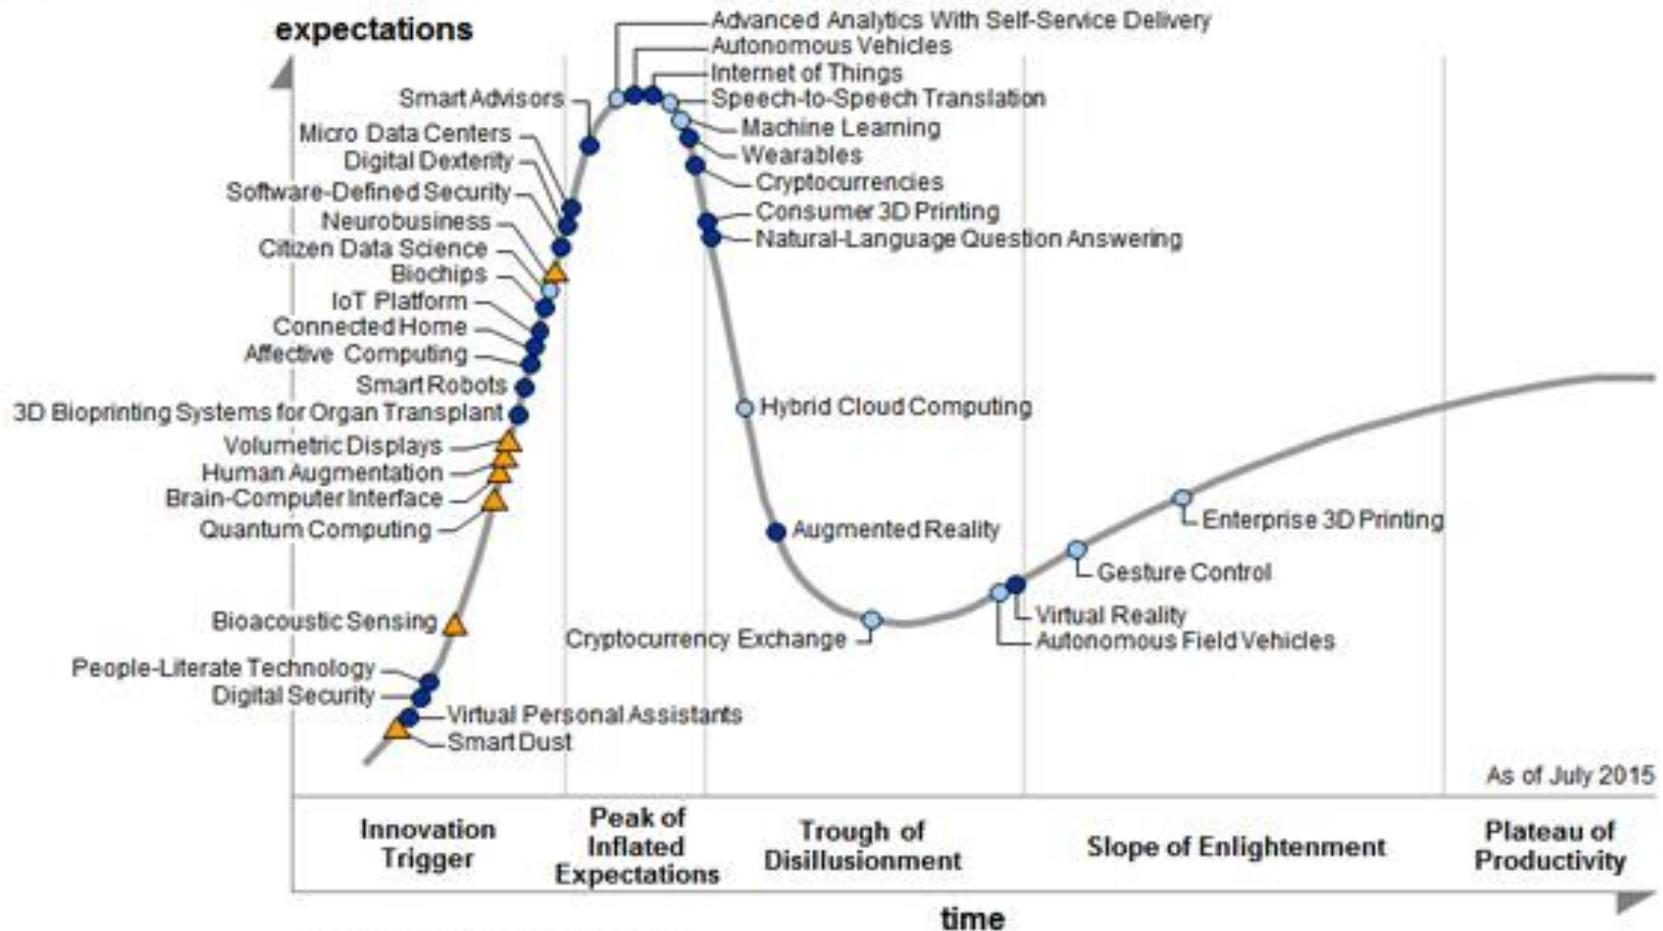 expectations
Advanced Analytics With Self-Service Delivery
Autonomous Vehicles
Internet of Things
Smart Advisors
Speech-to-Speech Translation
Micro Data Centers
Machine Learning
Digital Dexterity
Wearables
Software-Defined Security
Cryptocurrencies
Neurobusiness
Consumer 3D Printing
Citizen Data Science
Natural-Language Question Answering
Biochips
IoT Platform
Connected Home
Affective Computing
Smart Robots
3D Bioprinting Systems for Organ Transplant
Hybrid Cloud Computing
Volumetric Displays
Human Augmentation
Brain-Computer Interface
Quantum Computing
Augmented Reality
Enterprise 3D Printing
Gesture Control
Bioacoustic Sensing
Virtual Reality
Cryptocurrency Exchange
Autonomous Field Vehicles
People-Literate Technology
Digital Security
Virtual Personal Assistants
Smart Dust
As of July 2015
Innovation
Trigger
Peak of
Inflated
Expectations
Trough of
Disillusionment
Slope of Enlightenment
Plateau of
Productivity
time